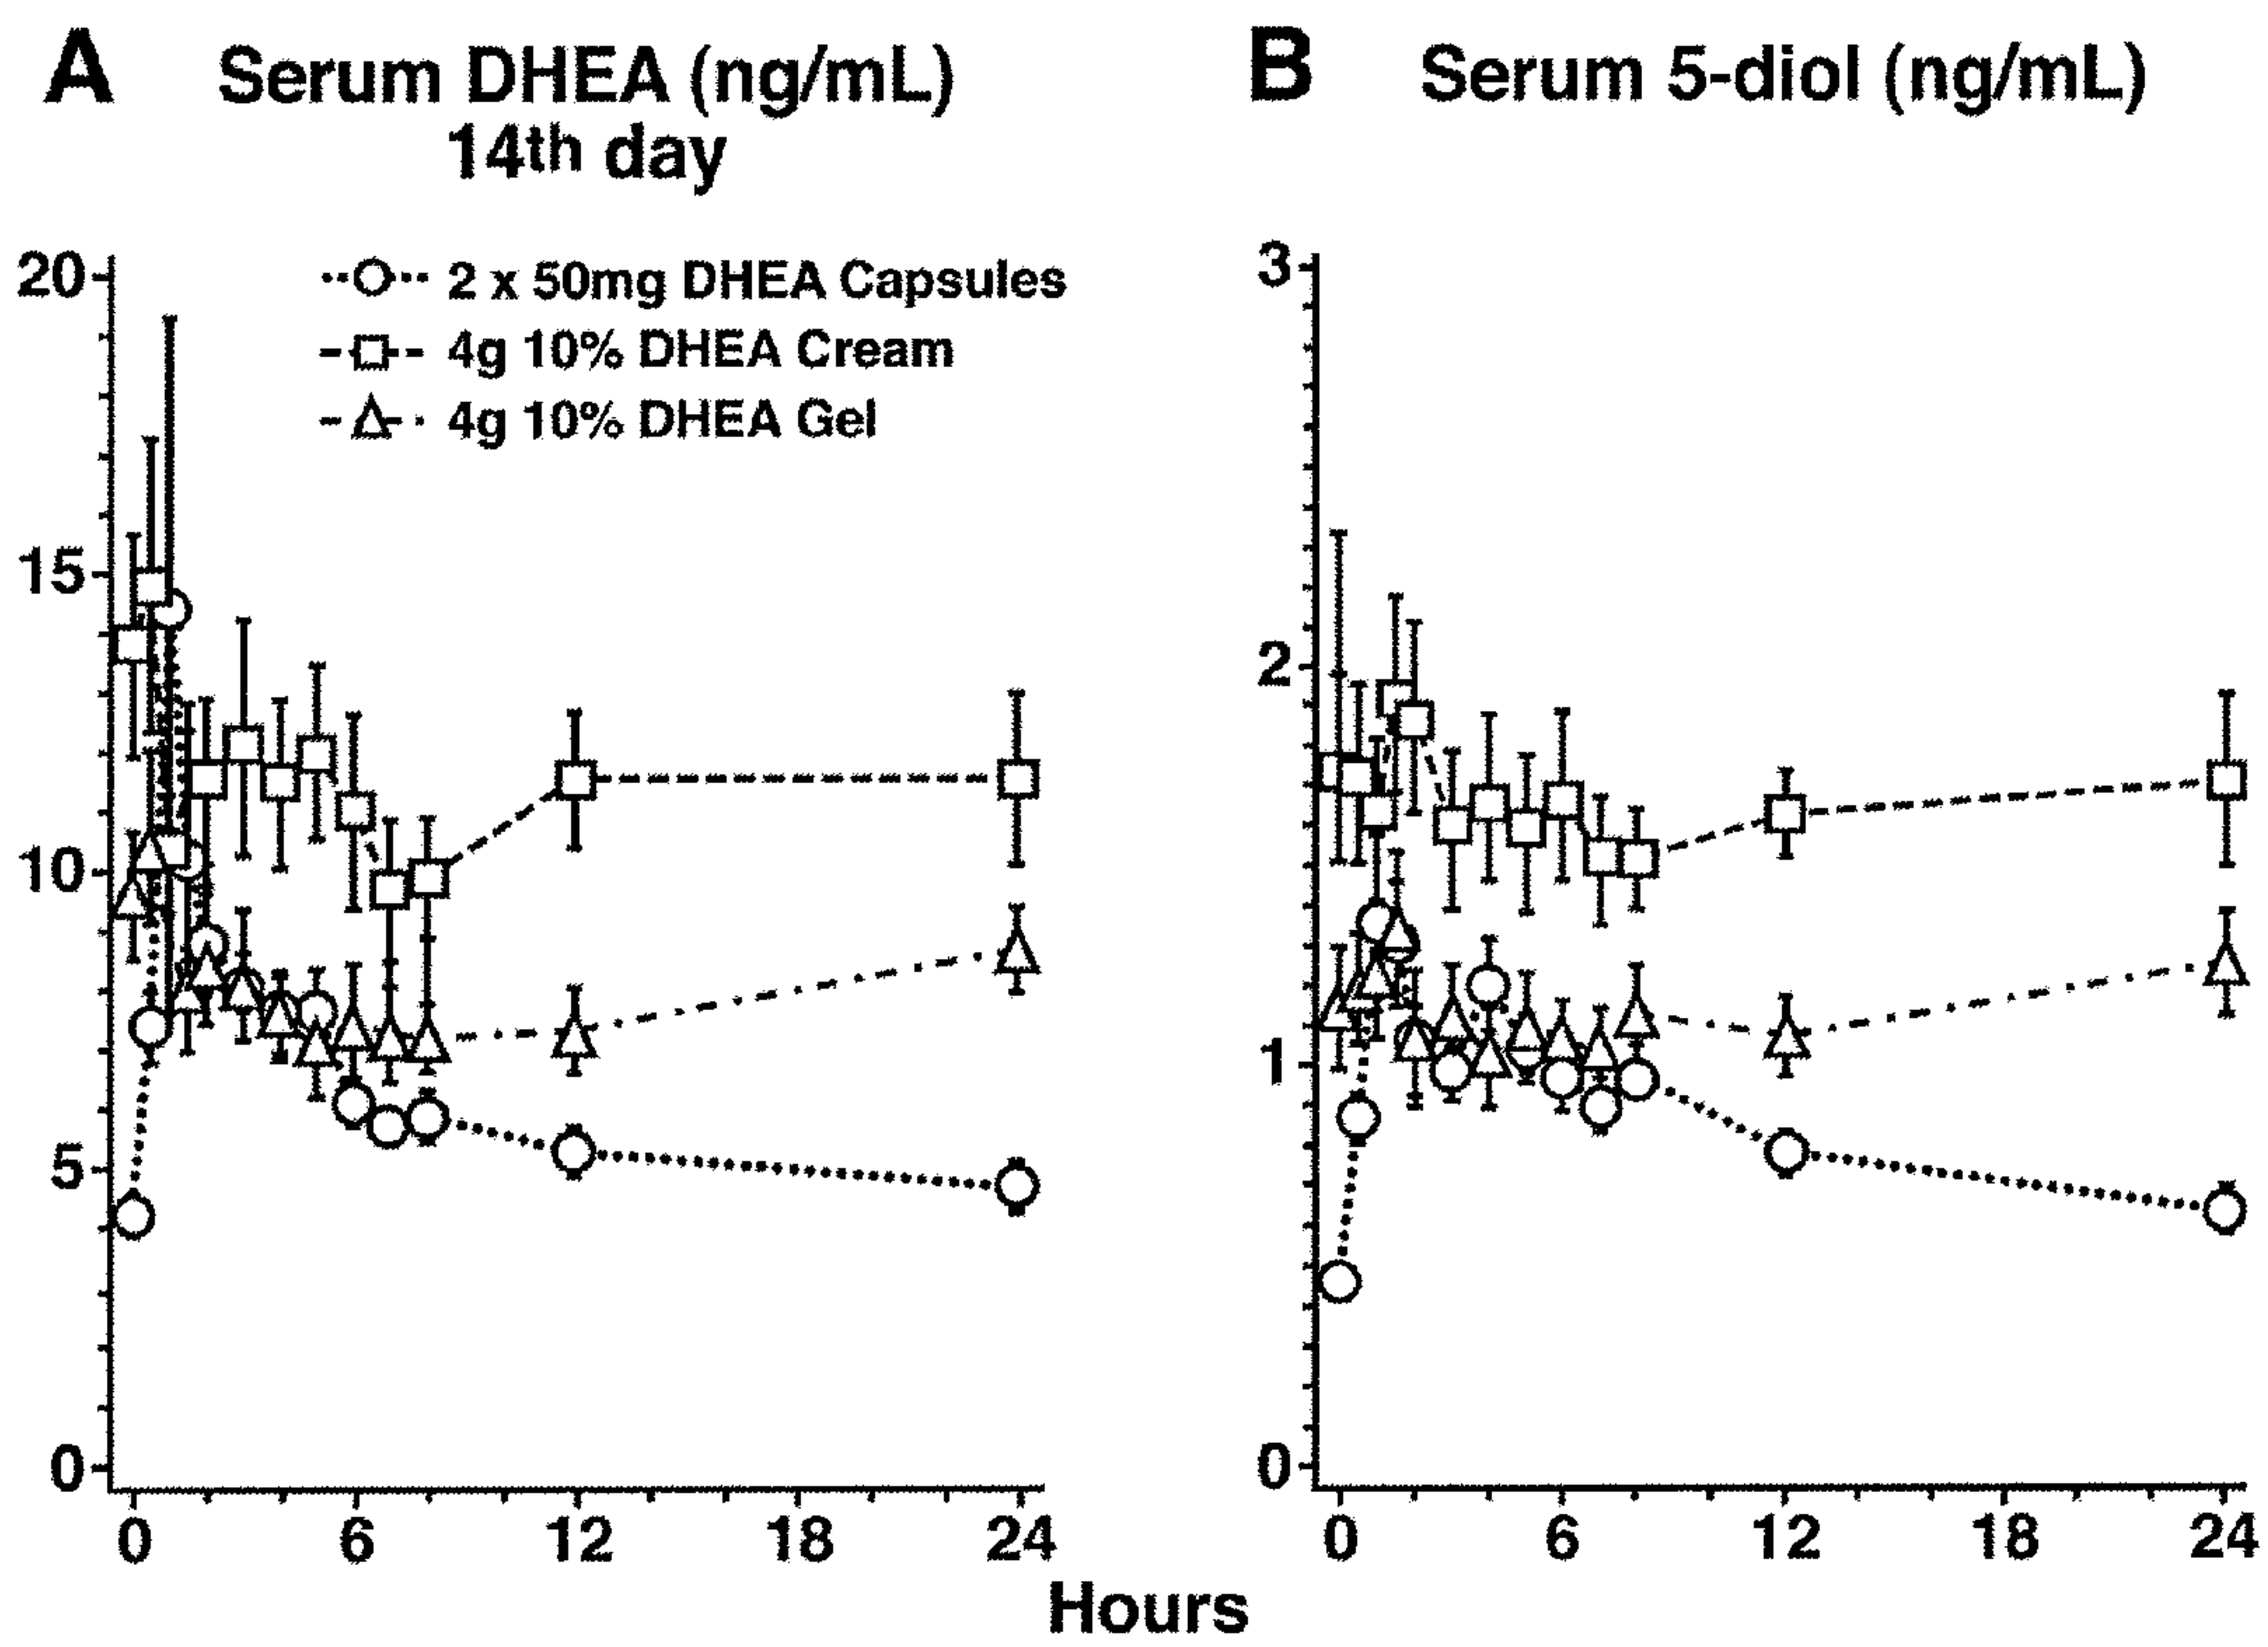 A Serum DHEA (ng/mL)
14th day
20
15
10
5
0
2 x 50mg DHEA Capsules
4g 10% DHEA Cream
4g 10% DHEA Gel
0 6 12 18 24
B Serum 5-diol (ng/mL)
3
2
1
0
0 6 12 18 24
Hours